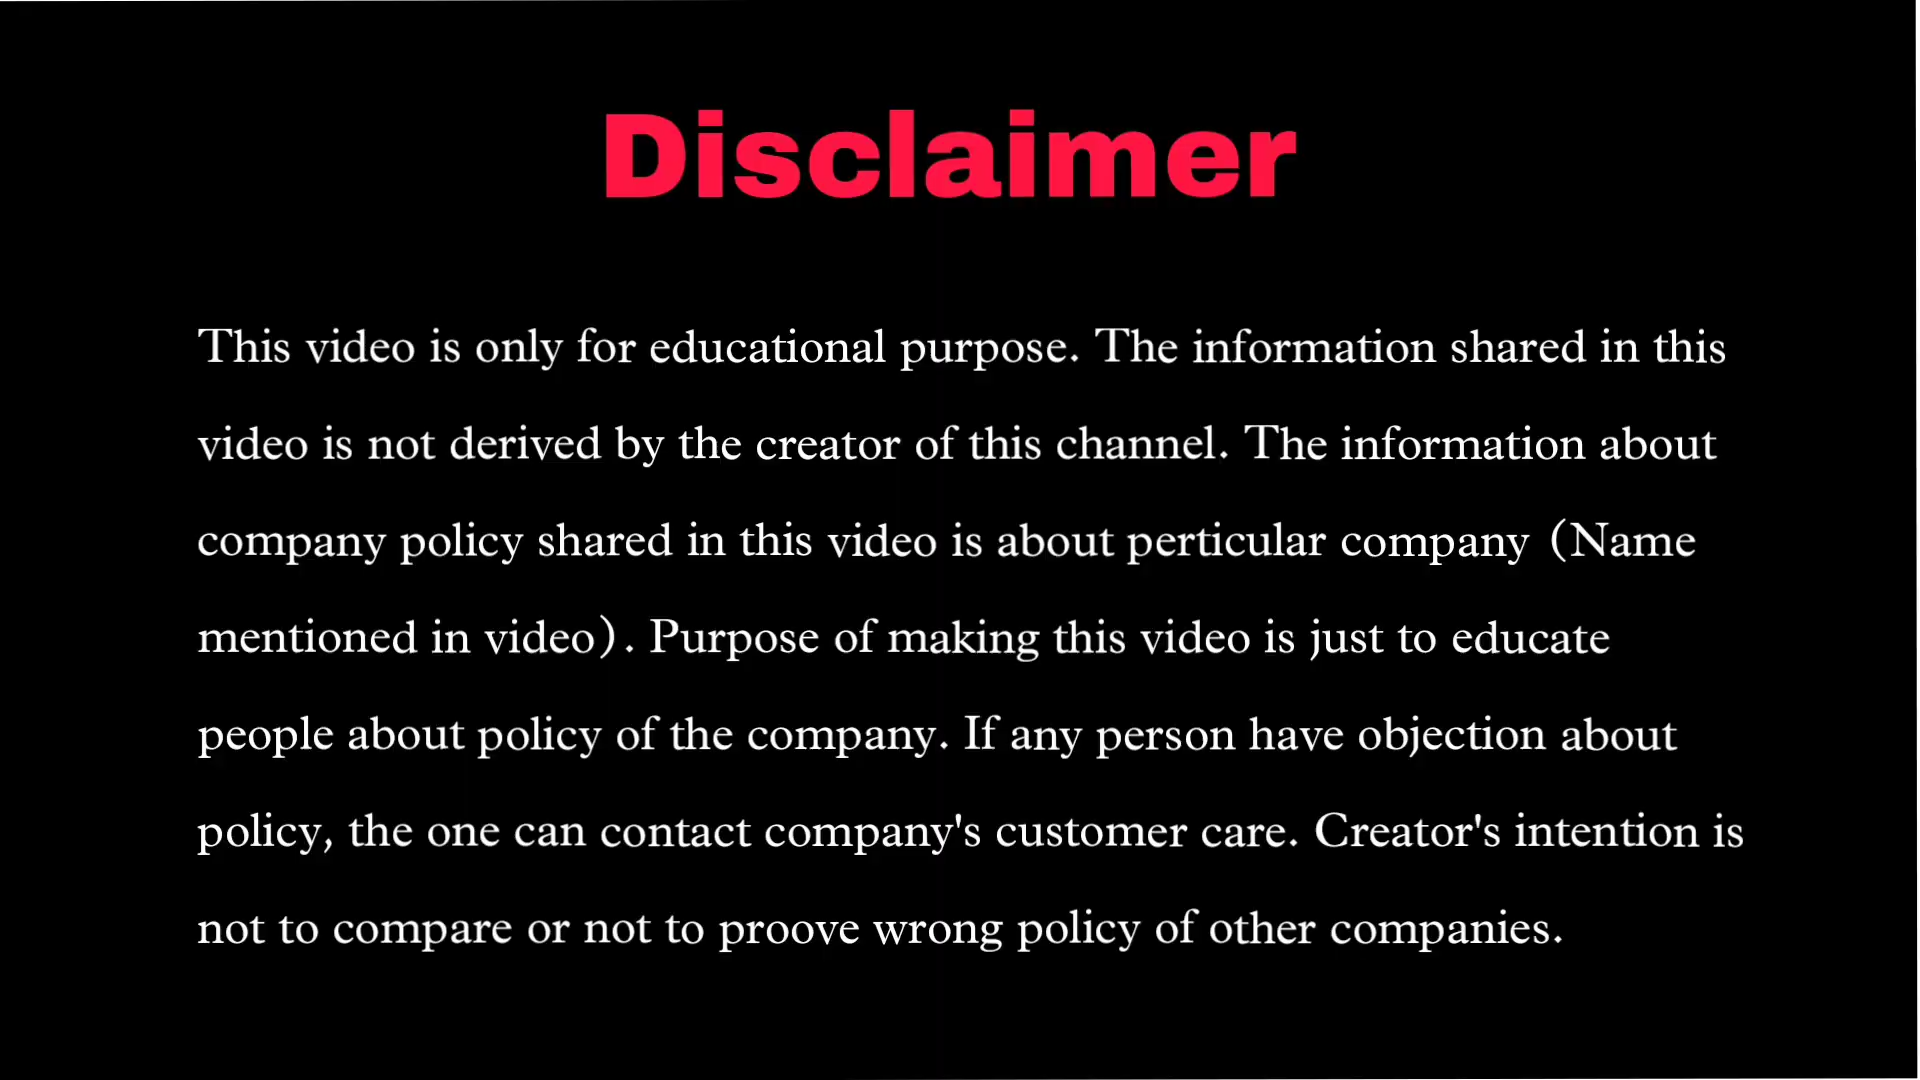 Disclaimer
This video is only for educational purpose. The information shared in this
video is not derived by the creator of this channel. The information about
company policy shared in this video is about perticular company (Name
mentioned in video). Purpose of making this video is just to educate
people about policy of the company. If any person have objection about
policy, the one can contact company's customer care. Creator's intention is
not to compare or not to proove wrong policy of other companies.